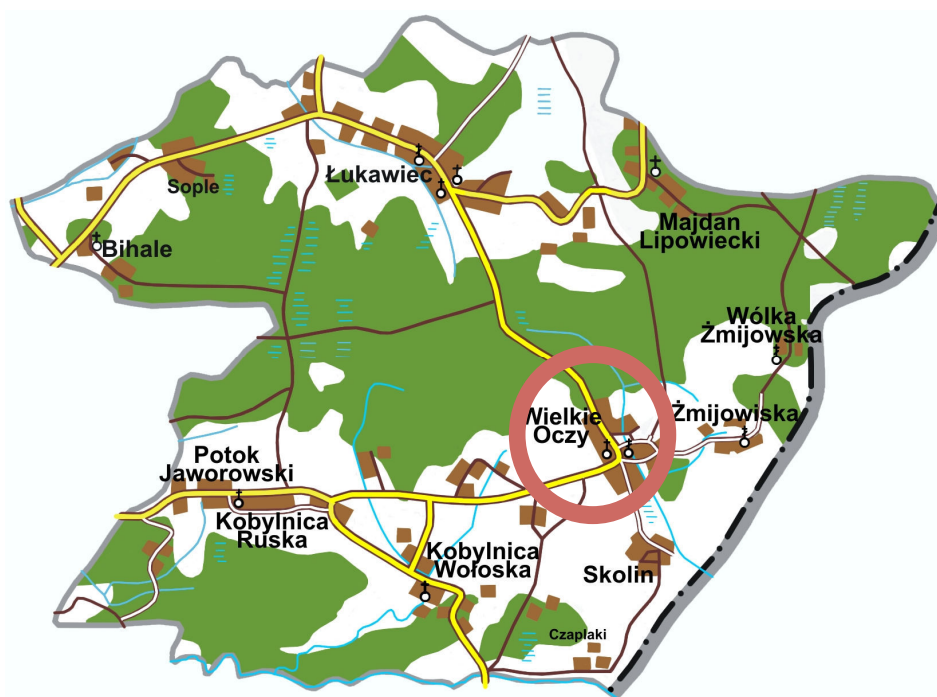 Łukawiec
Sople
Majdan
Lipowiecki
Bihale
Wólka
Żmijowska
Wielkie
Oczy
Żmijowiska
Potok
Jaworowski
Kobylnica
Ruska
Kobylnica
Wołoska
Skolin
Czaplaki